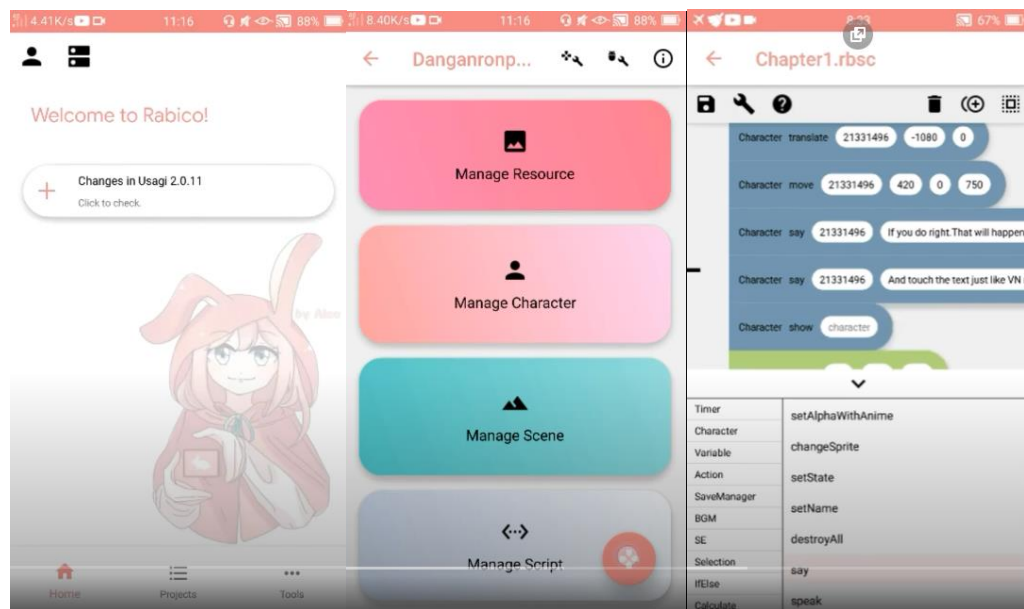 4.41K/s
11:16
88%
Welcome to Rabico!
Changes in Usagi 2.0.11
Click to check.
by Aloo
Home
Projects
Tools
8.40K/s
11:16
88%
Danganronp...
Manage Resource
Manage Character
Manage Scene
Manage Script
67%
Chapter1.rbsc
Character translate 21331496 -1080 0
Character move 21331496 420 0 750
Character say 21331496 If you do right.That will happen
Character say 21331496 And touch the text just like VN
Character show character
Timer
Character
Variable
Action
SaveManager
BGM
SE
Selection
IfElse
Calculate
setAlphaWithAnime
changeSprite
setState
setName
destroyAll
say
speak